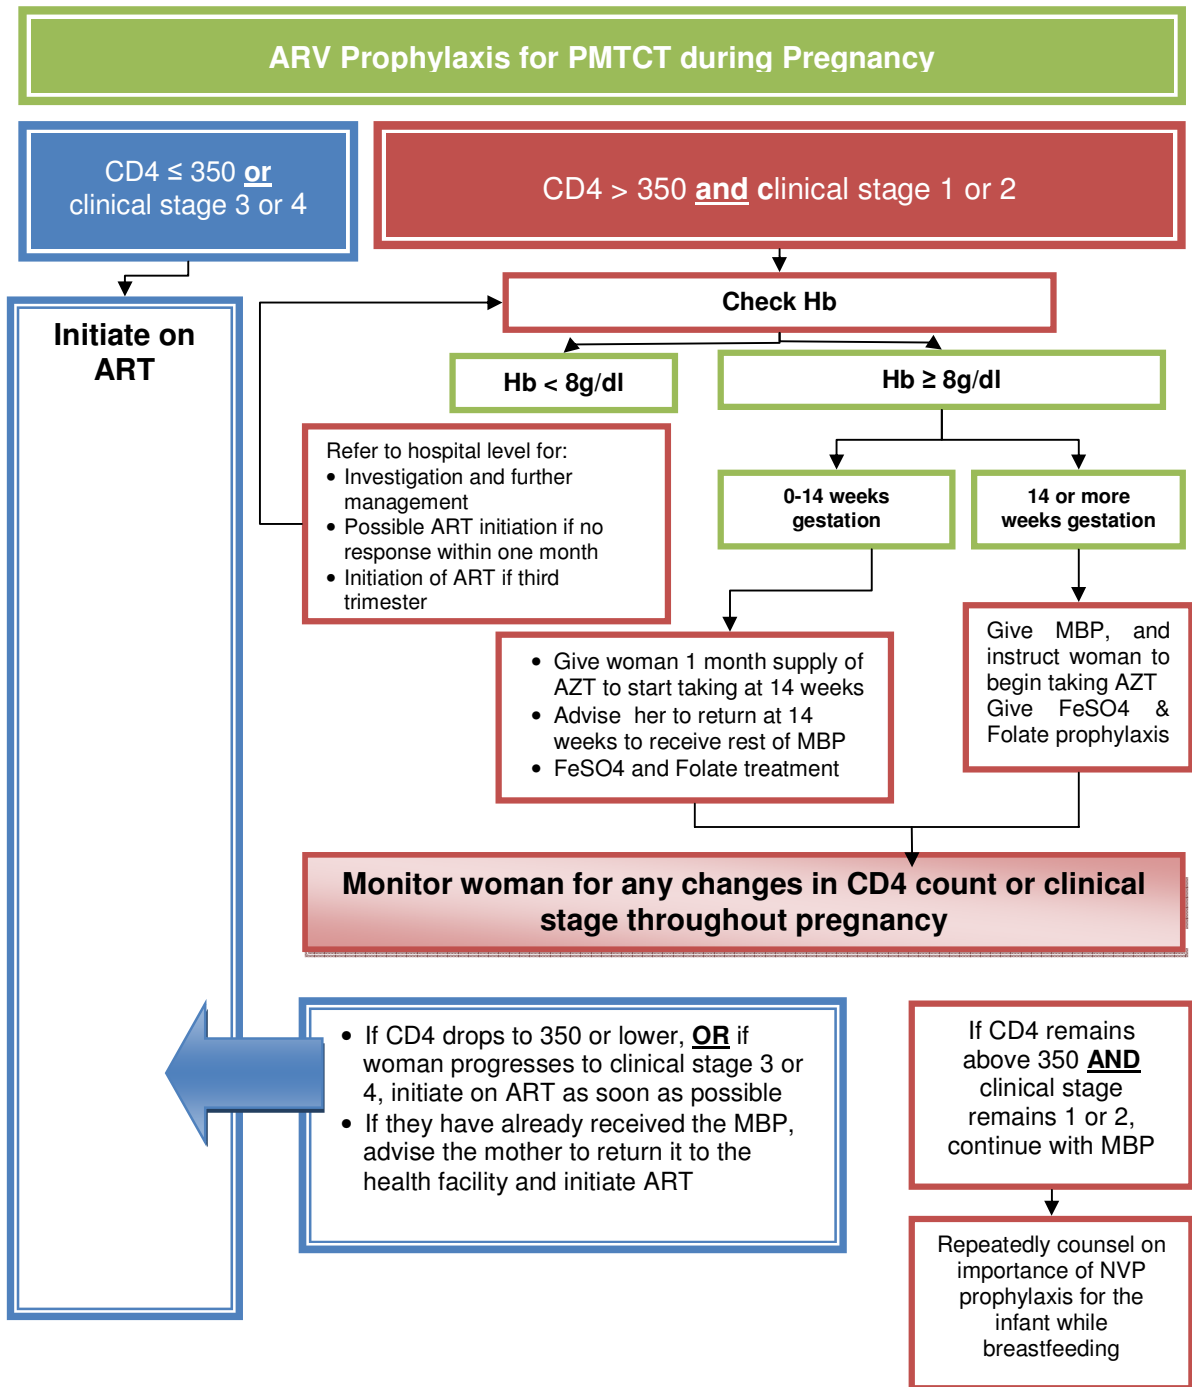 ARV Prophylaxis for PMTCT during Pregnancy
CD4 ≤ 350 or
clinical stage 3 or 4
CD4 > 350 and clinical stage 1 or 2
Initiate on
ART
Check Hb
Hb < 8g/dl
Hb ≥ 8g/dl
Refer to hospital level for:
• Investigation and further
management
• Possible ART initiation if no
response within one month
• Initiation of ART if third
trimester
0-14 weeks
gestation
14 or more
weeks gestation
• Give woman 1 month supply of
AZT to start taking at 14 weeks
• Advise her to return at 14
weeks to receive rest of MBP
• FeSO4 and Folate treatment
Give MBP, and
instruct woman to
begin taking AZT
Give FeSO4 &
Folate prophylaxis
Monitor woman for any changes in CD4 count or clinical
stage throughout pregnancy
• If CD4 drops to 350 or lower, OR if
woman progresses to clinical stage 3 or
4, initiate on ART as soon as possible
• If they have already received the MBP,
advise the mother to return it to the
health facility and initiate ART
If CD4 remains
above 350 AND
clinical stage
remains 1 or 2,
continue with MBP
Repeatedly counsel on
importance of NVP
prophylaxis for the
infant while
breastfeeding